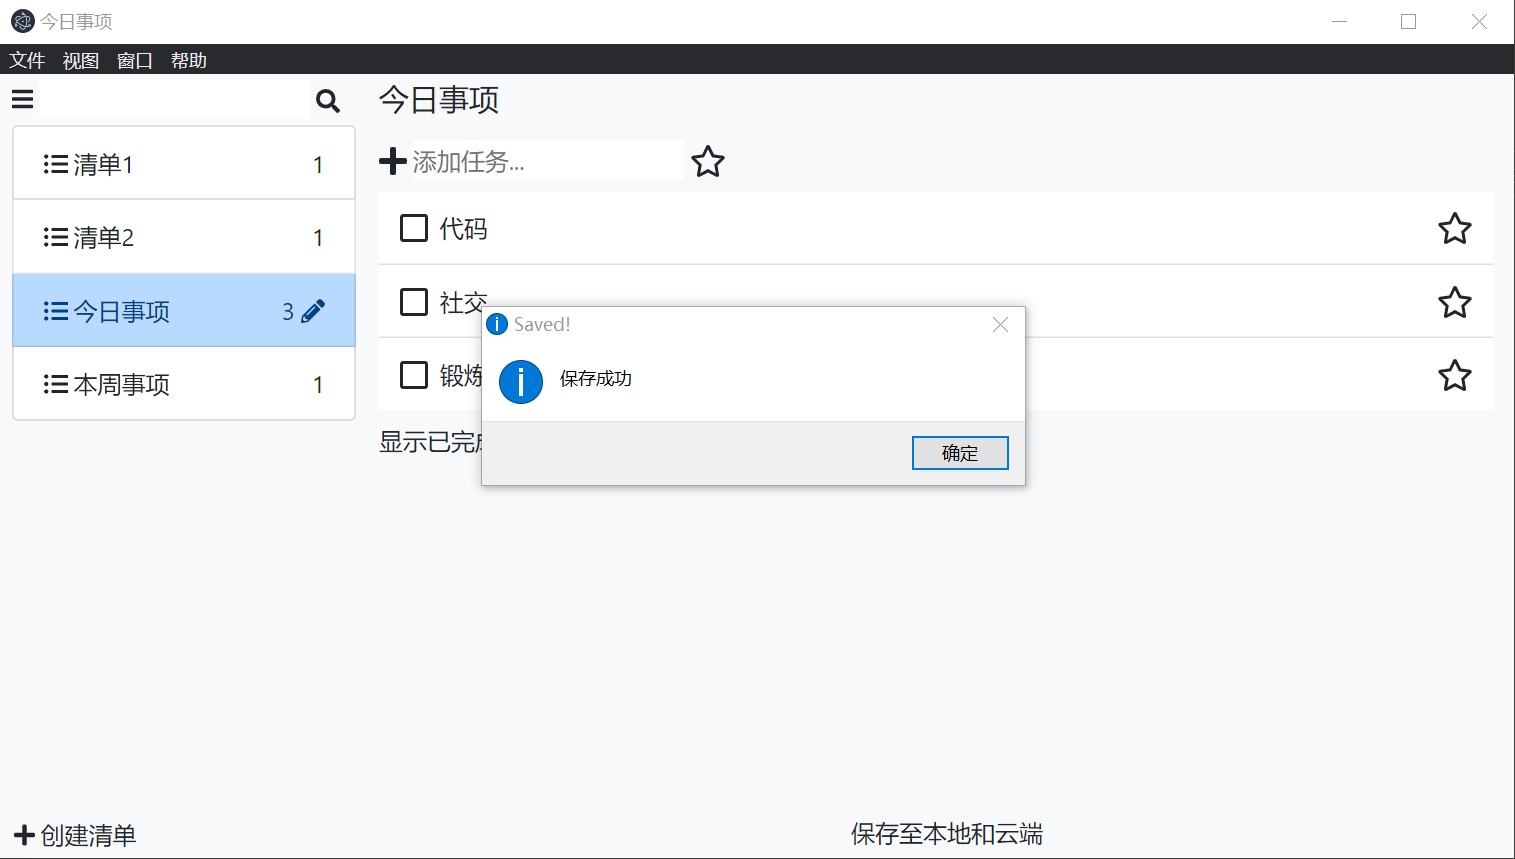 今日事项
文件 视图 窗口 帮助
今日事项
添加任务...
清单1 1
清单2 1
今日事项 3
本周事项 1
代码
社交
锻炼
显示已完成
Saved!
保存成功
确定
创建清单
保存至本地和云端